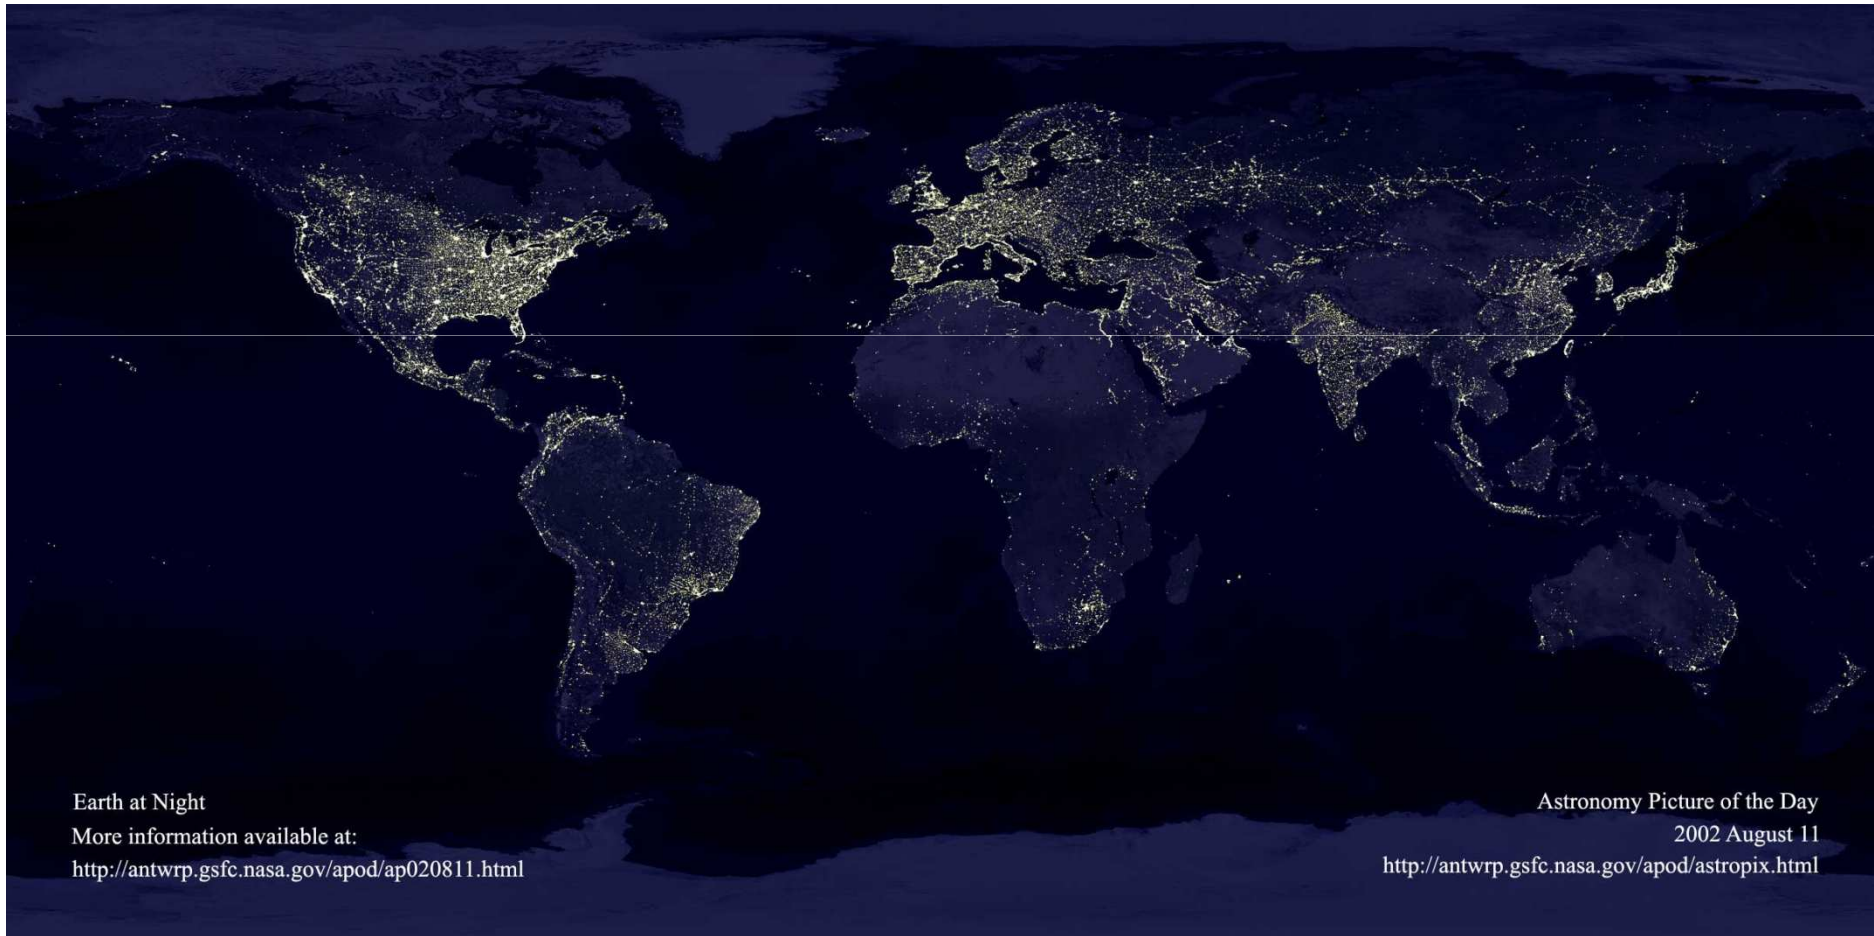 Earth at Night
More information available at:
http://antwrp.gsfc.nasa.gov/apod/ap020811.html
Astronomy Picture of the Day
2002 August 11
http://antwrp.gsfc.nasa.gov/apod/astropix.html